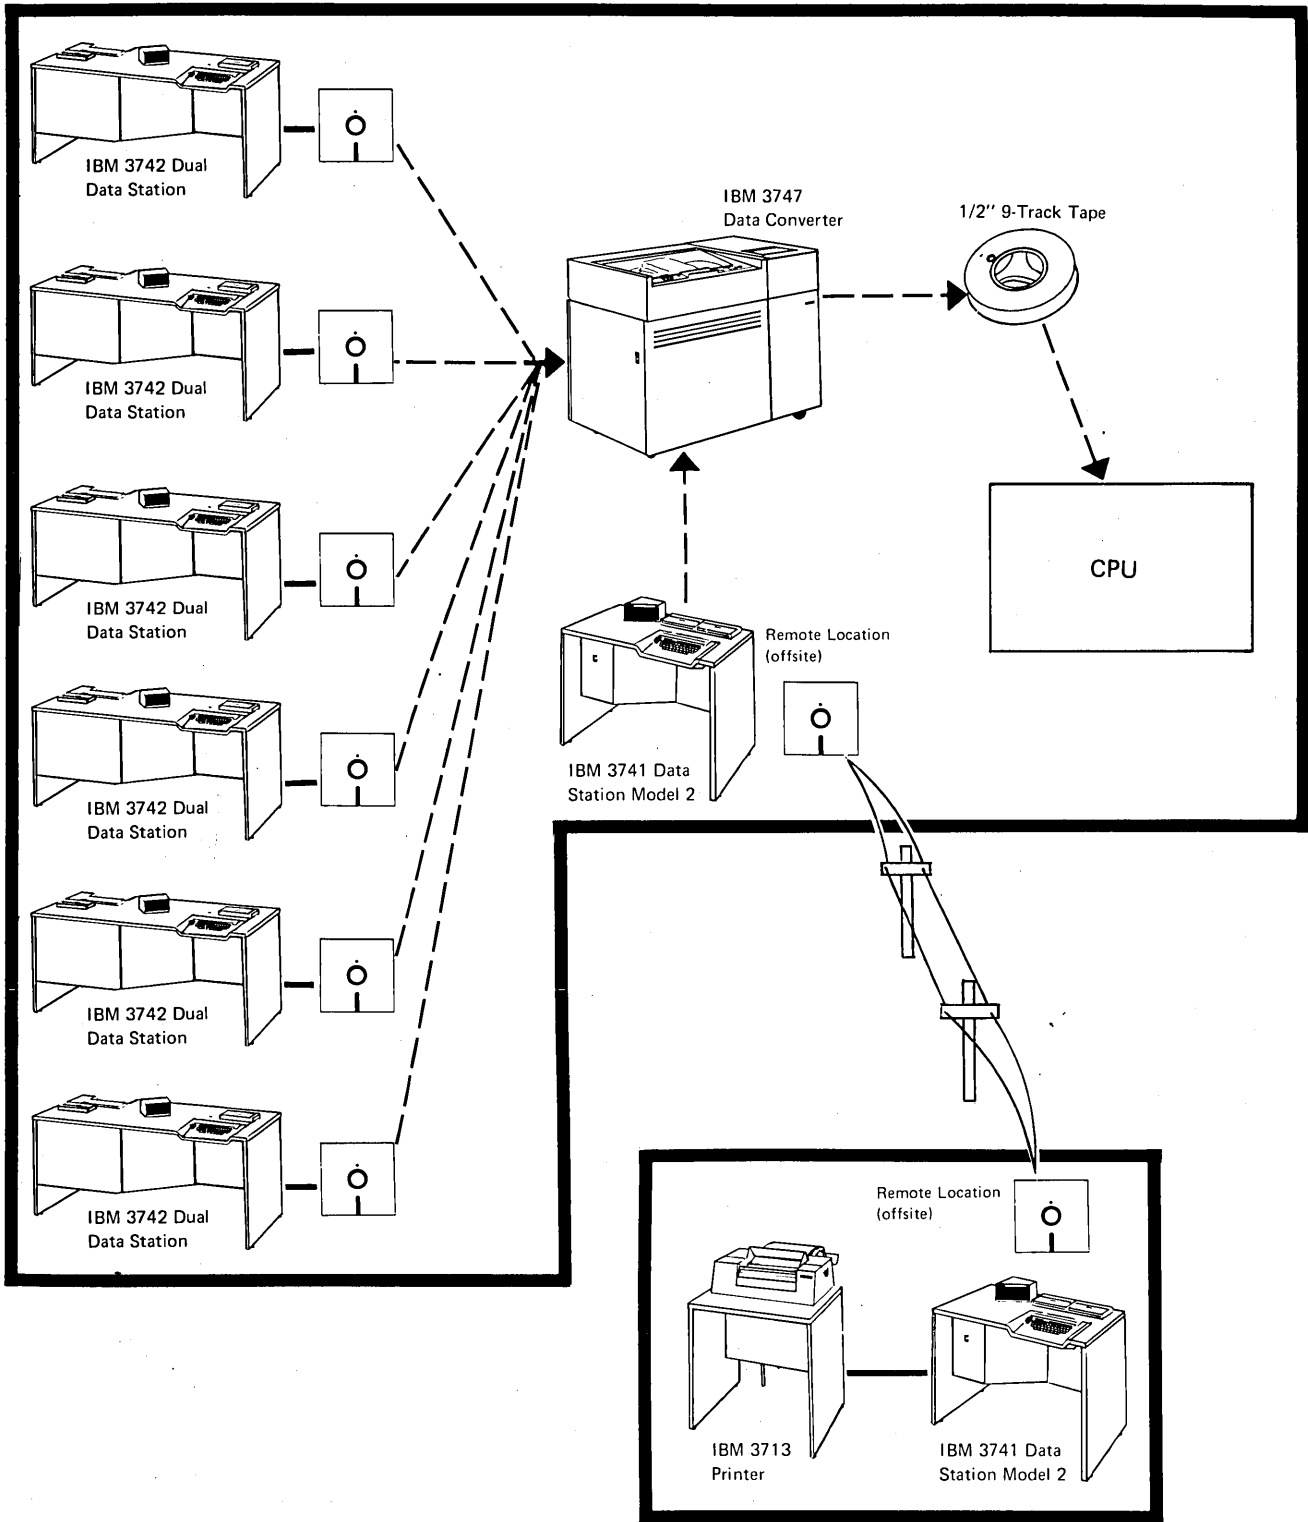 IBM 3742 Dual
Data Station
IBM 3742 Dual
Data Station
IBM 3742 Dual
Data Station
IBM 3742 Dual
Data Station
IBM 3742 Dual
Data Station
IBM 3742 Dual
Data Station
IBM 3747
Data Converter
1/2'' 9-Track Tape
CPU
Remote Location
(offsite)
IBM 3741 Data
Station Model 2
Remote Location
(offsite)
IBM 3713
Printer
IBM 3741 Data
Station Model 2